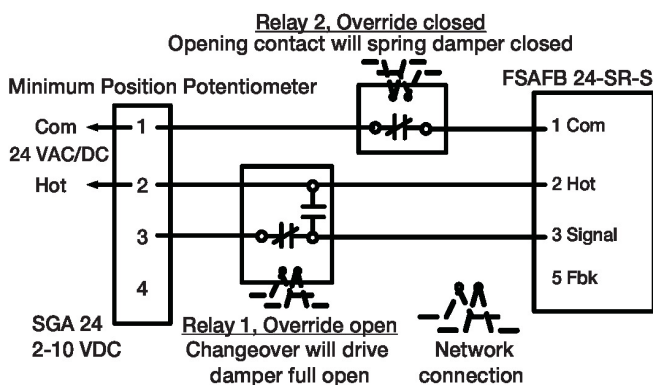 Relay 2, Override closed
Opening contact will spring damper closed
Minimum Position Potentiometer
FSAFB 24-SR-S
Com
1
1 Com
24 VAC/DC
Hot
2
2 Hot
3
3 Signal
4
5 Fbk
SGA 24
2-10 VDC
Relay 1, Override open
Changeover will drive
damper full open
Network
connection